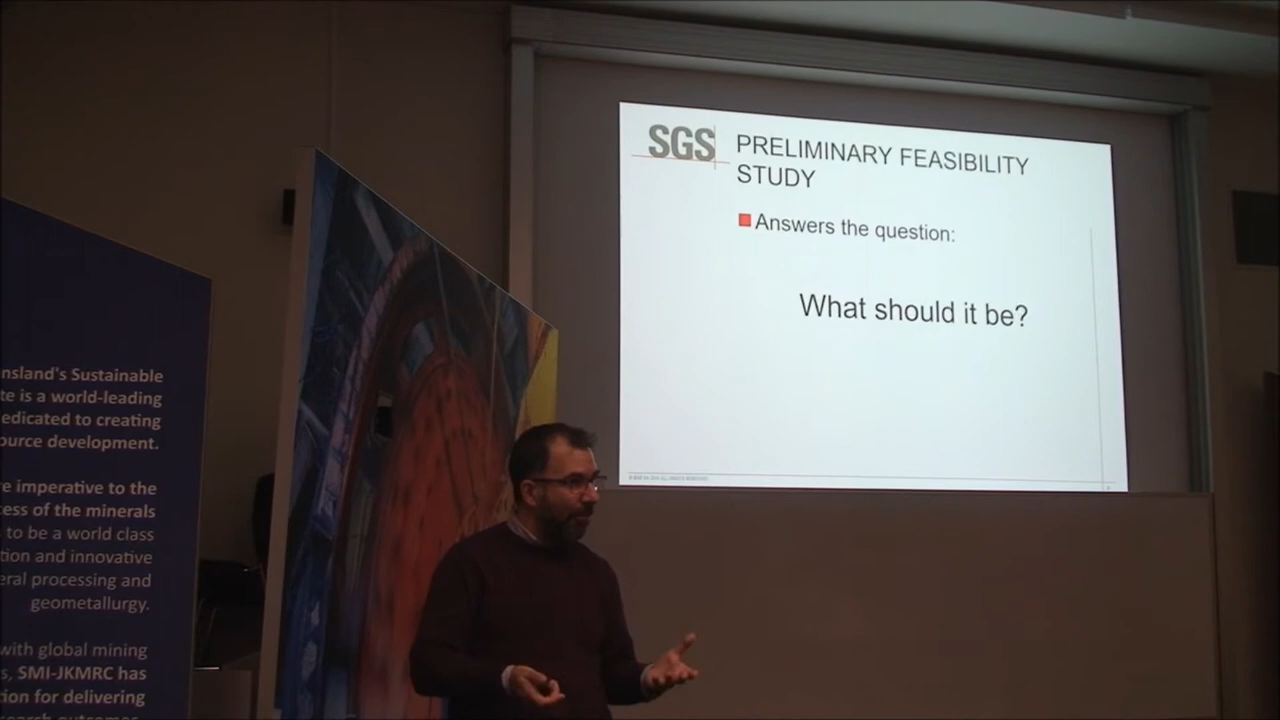 nsland's Sustainable
te is a world-leading
edicated to creating
ource development.
re imperative to the
cess of the minerals
to be a world class
tion and innovative
eral processing and
geometallurgy.
with global mining
s, SMI-JKMRC has
ion for delivering
SGS
PRELIMINARY FEASIBILITY
STUDY
Answers the question:
What should it be?